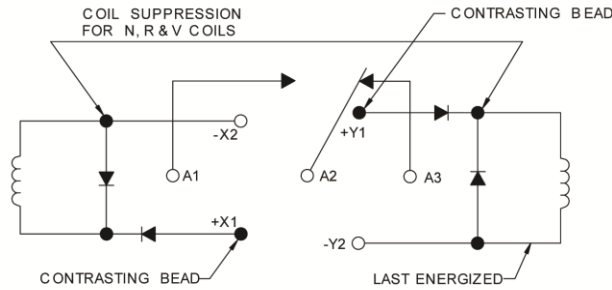 COIL SUPPRESSION
FOR N, R & V COILS
CONTRASTING BEAD
+Y1
-X2
A1
A2
A3
+X1
-Y2
CONTRASTING BEAD
LAST ENERGIZED